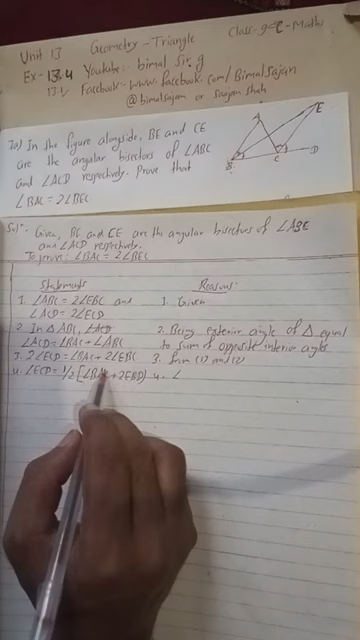 Unit 13 Geometry - Triangle Class-9 Maths
Ex-13.4 Youtube:- bimal Sir g
13.1 Facebook:- www.facebook.com/Bimalsajan
@bimalsajan or sajan shah
7a) In the figure alongside, BE and CE
are the angular bisectors of ∠ABC
and ∠ACD respectively. Prove that
∠BAC = 2∠BEC
A
E
B
C
D
Solⁿ: Given, BE and CE are the angular bisectors of ∠ABC
and ∠ACD respectively.
To prove: ∠BAC = 2∠BEC
Statements Reasons
1. ∠ABC = 2∠EBC and 1. Given
∠ACD = 2∠ECD
2. In △ABC, ∠ACD 2. Being exterior angle of △ equal
∠ACD = ∠BAC + ∠ABC to sum of opposite interior angles
3. 2∠ECD = ∠BAC + 2∠EBC 3. from (1) and (2)
4. ∠ECD = 1/2 [∠BAC + 2EBD) 4. ∠